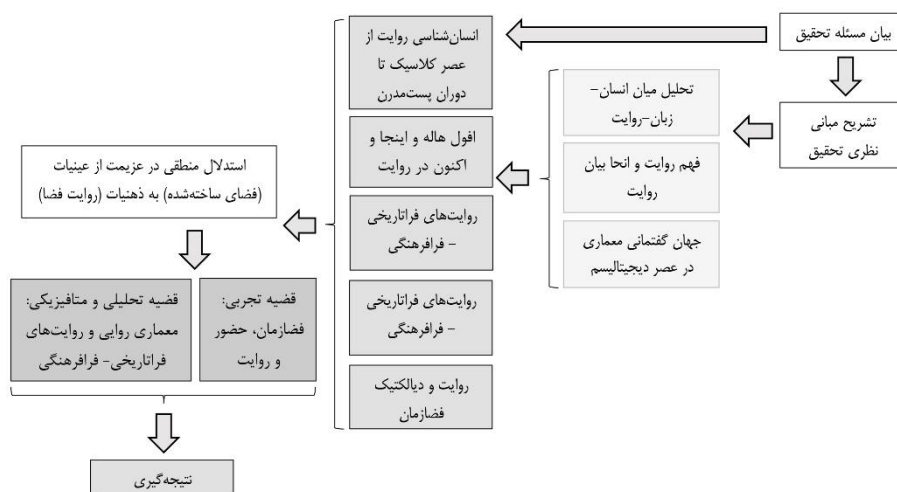 بیان مسئله تحقیق
تشریح مبانی
نظری تحقیق
تحلیل میان انسان-
زبان-روایت
فهم روایت و انحا بیان
روایت
جهان گفتمانی معماری
در عصر دیجیتالیسم
انسان‌شناسی روایت از
عصر کلاسیک تا
دوران پست‌مدرن
افول هاله و اینجا و
اکنون در روایت
روایت‌های فراتاریخی
- فرافرهنگی
روایت‌های فراتاریخی
- فرافرهنگی
روایت و دیالکتیک
فضازمان
استدلال منطقی در عزیمت از عینیات
(فضای ساخته‌شده) به ذهنیات (روایت فضا)
قضیه تجربی:
فضازمان، حضور
و روایت
قضیه تحلیلی و متافیزیکی:
معماری روایی و روایت‌های
فراتاریخی- فرافرهنگی
نتیجه‌گیری